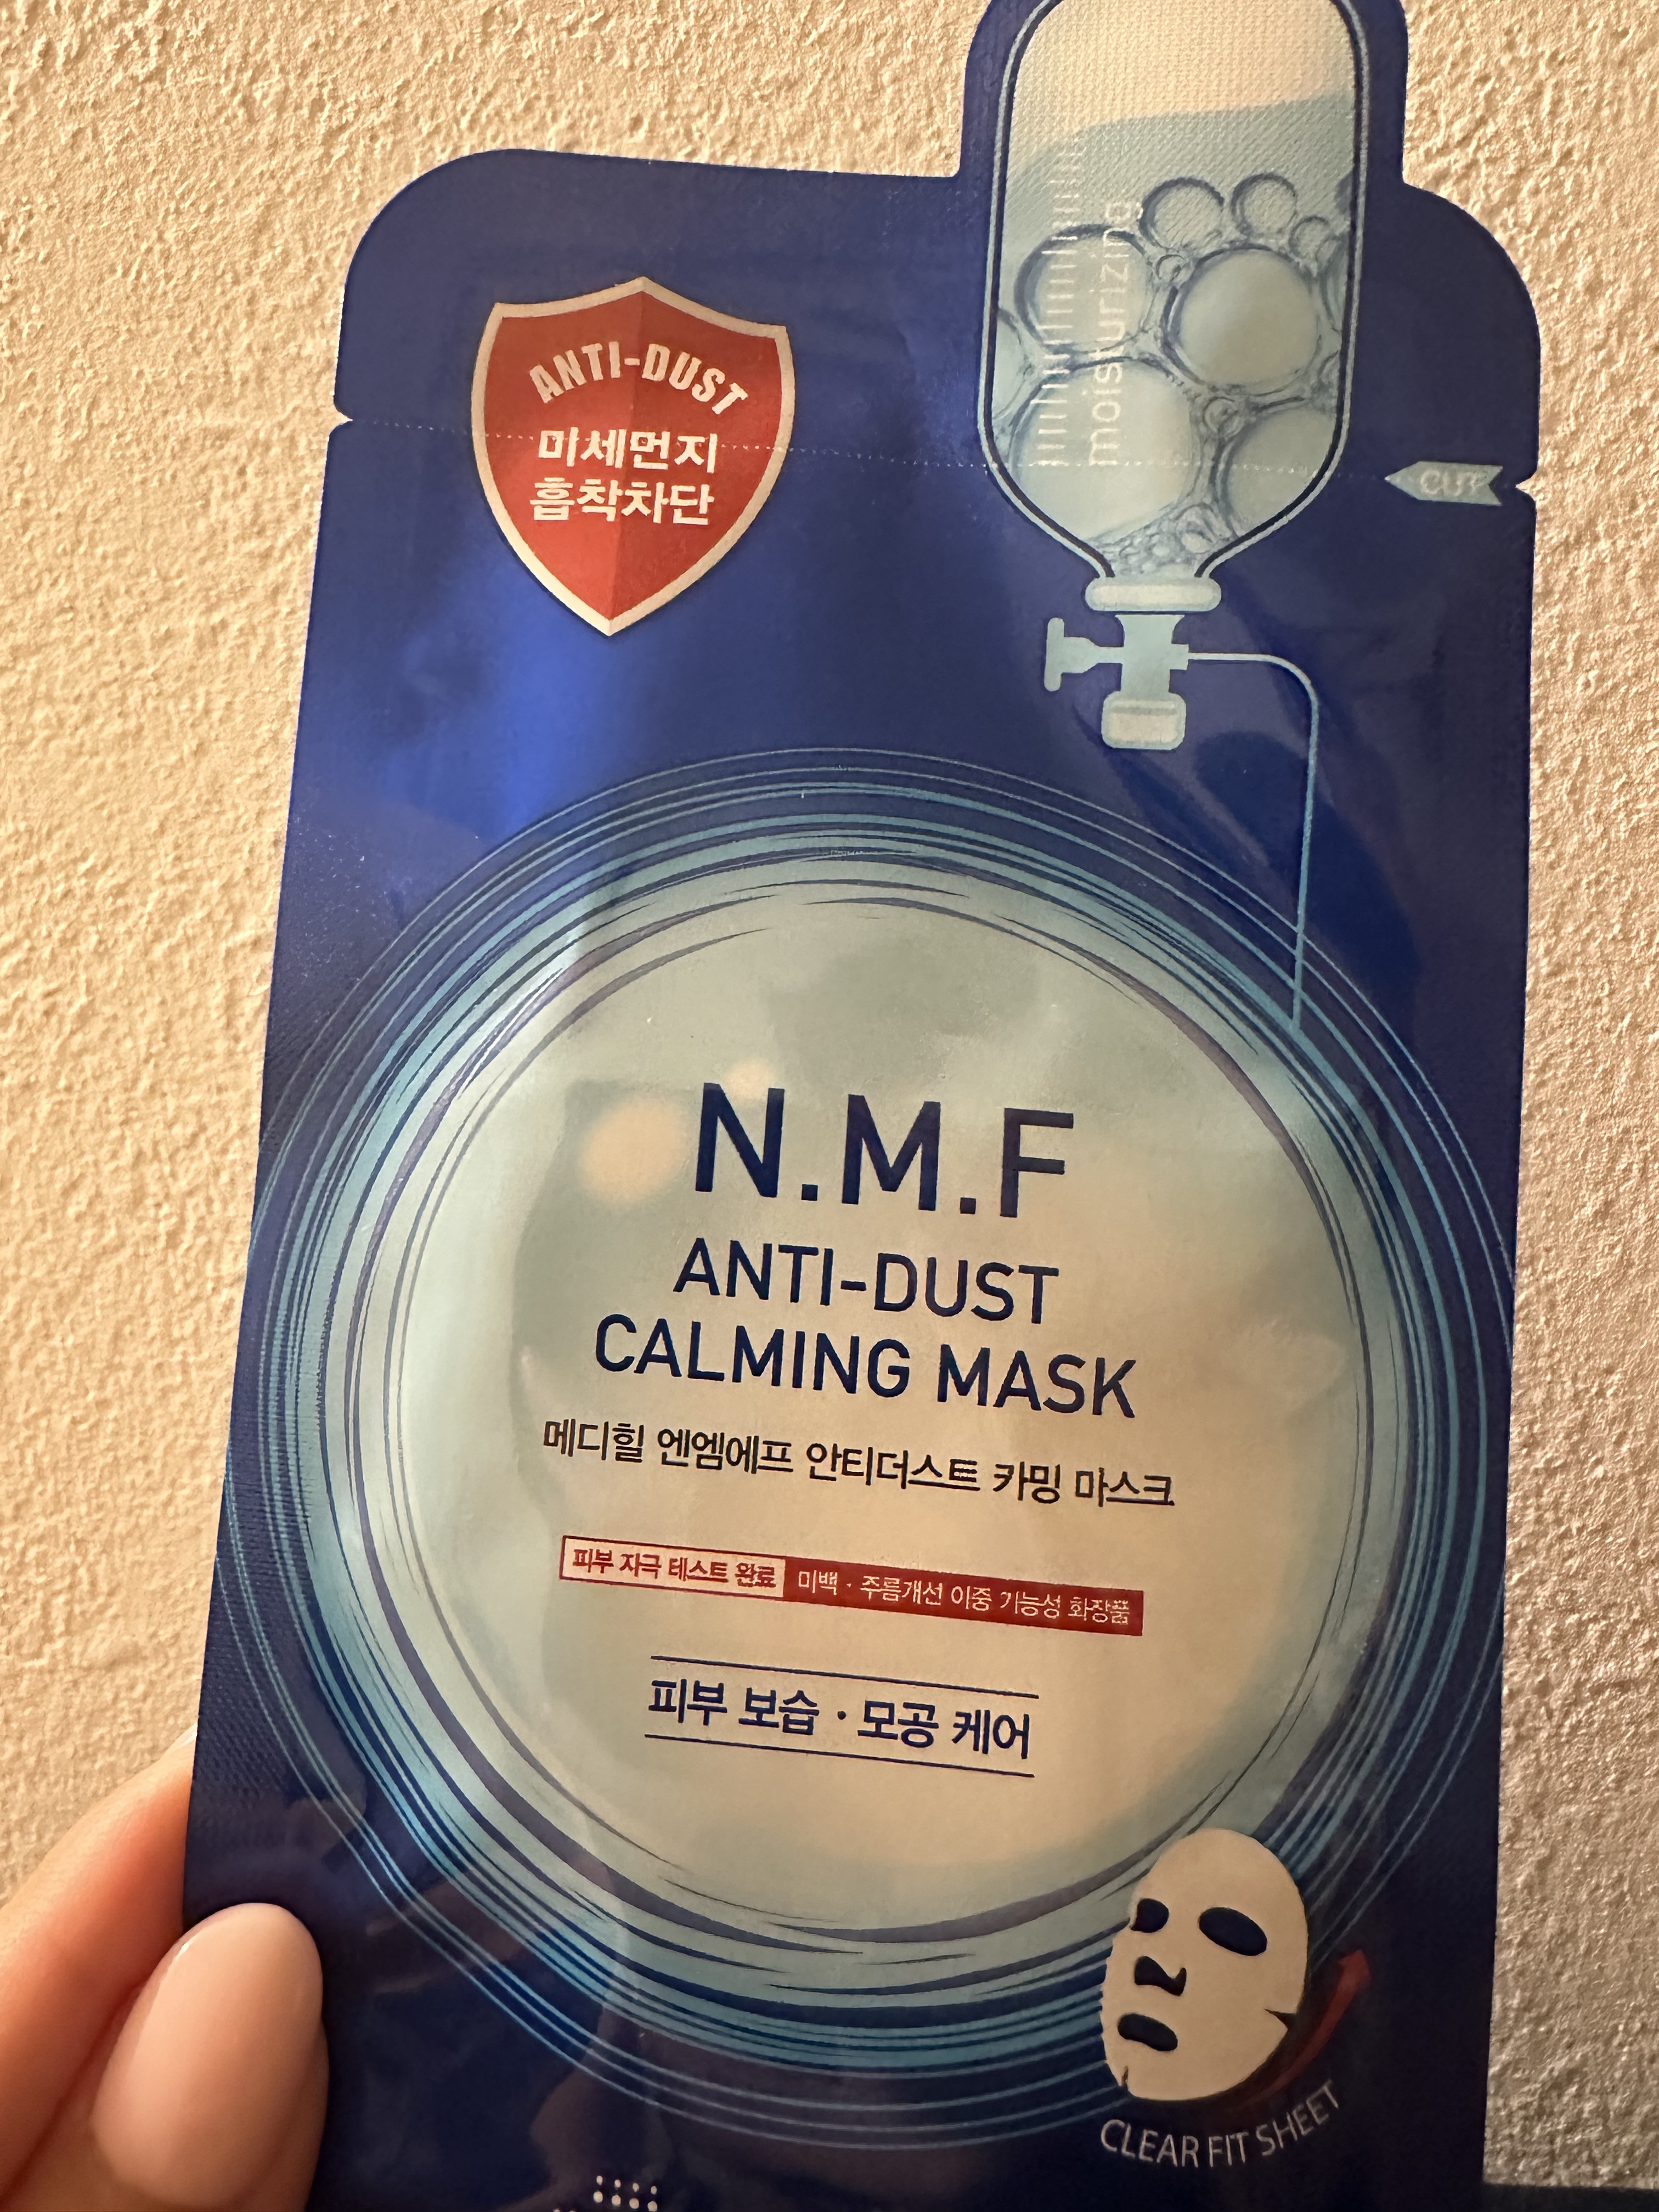 ANTI-DUST
미세먼지
흡착차단
moisturizing
CUT
N.M.F
ANTI-DUST
CALMING MASK
메디힐 엔엠에프 안티더스트 카밍 마스크
피부 자극 테스트 완료 미백 · 주름개선 이중 기능성 화장품
피부 보습 · 모공 케어
CLEAR FIT SHEET